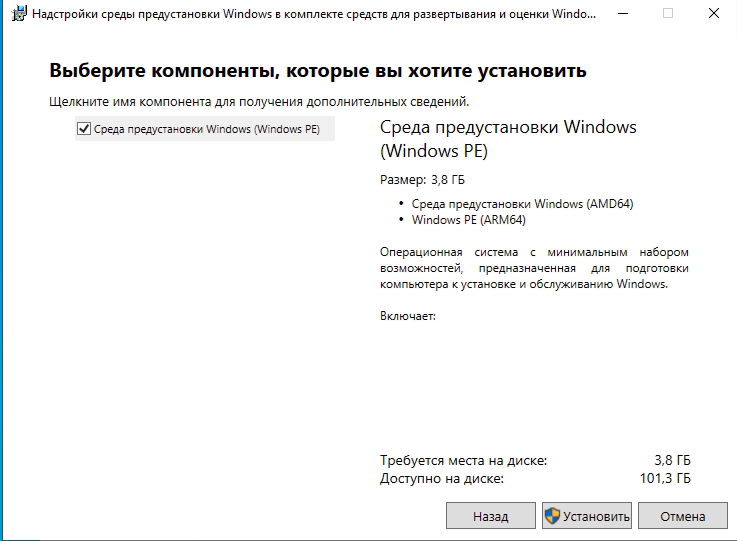 Надстройки среды предустановки Windows в комплекте средств для развертывания и оценки Windo...
Выберите компоненты, которые вы хотите установить
Щелкните имя компонента для получения дополнительных сведений.
Среда предустановки Windows (Windows PE)
Среда предустановки Windows
(Windows PE)
Размер: 3,8 ГБ
• Среда предустановки Windows (AMD64)
• Windows PE (ARM64)
Операционная система с минимальным набором
возможностей, предназначенная для подготовки
компьютера к установке и обслуживанию Windows.
Включает:
Требуется места на диске: 3,8 ГБ
Доступно на диске: 101,3 ГБ
Назад Установить Отмена